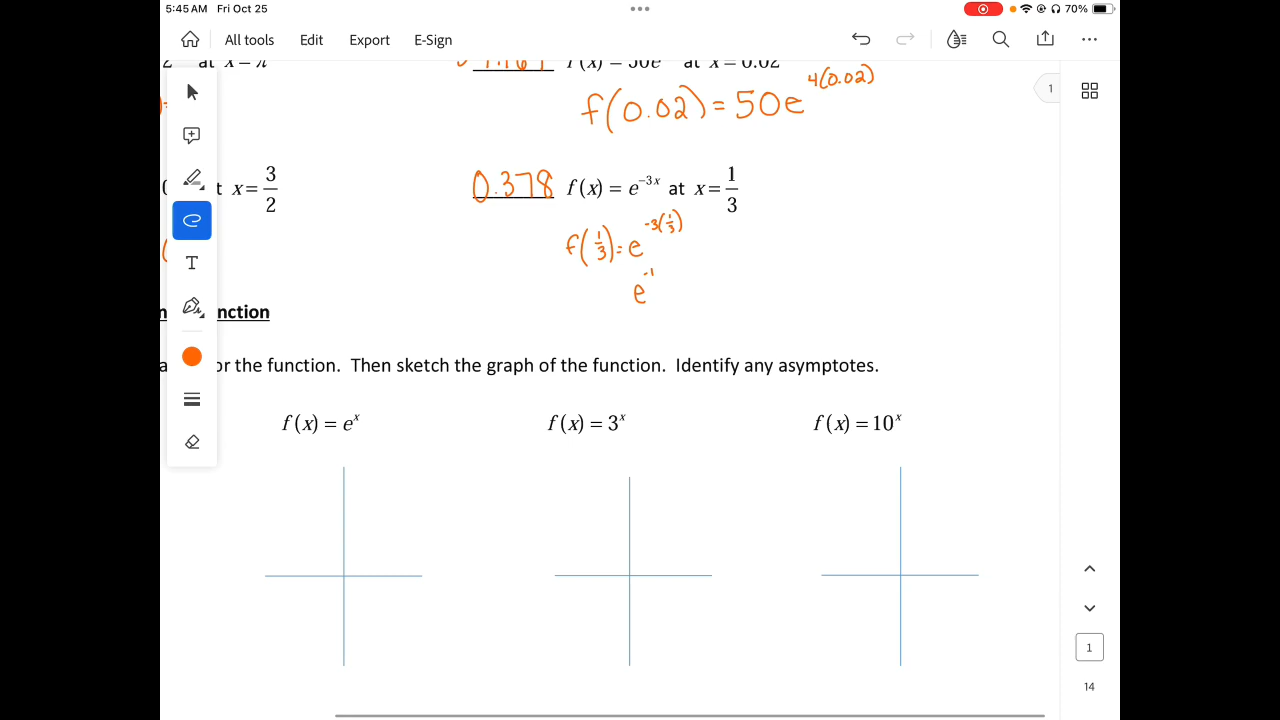 5:45 AM Fri Oct 25
70%
All tools Edit Export E-Sign
at x = π
f(x) = 50e at x = 0.02
1
f(0.02) = 50e^4(0.02)
0.378 f(x) = e^−3x at x = 1/3
t x = 3/2
f(1/3) = e^-3(1/3)
e^-1
nction
or the function. Then sketch the graph of the function. Identify any asymptotes.
f(x) = e^x f(x) = 3^x f(x) = 10^x
T
1
14